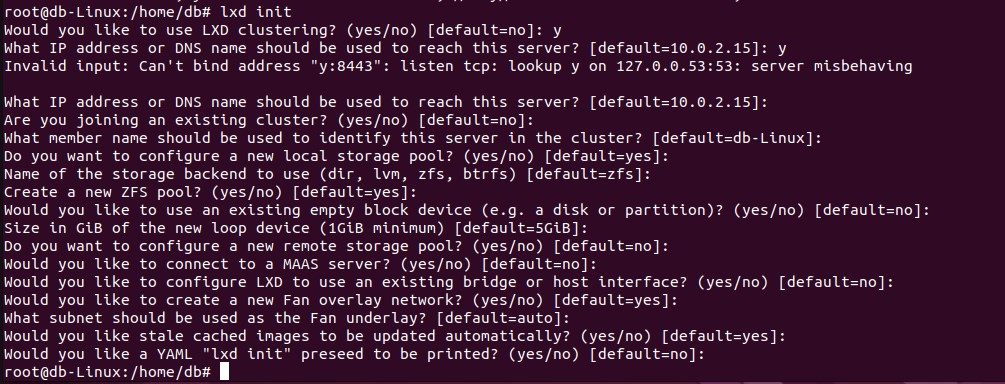 root@db-Linux:/home/db# lxd init
Would you like to use LXD clustering? (yes/no) [default=no]: y
What IP address or DNS name should be used to reach this server? [default=10.0.2.15]: y
Invalid input: Can't bind address "y:8443": listen tcp: lookup y on 127.0.0.53:53: server misbehaving
What IP address or DNS name should be used to reach this server? [default=10.0.2.15]:
Are you joining an existing cluster? (yes/no) [default=no]:
What member name should be used to identify this server in the cluster? [default=db-Linux]:
Do you want to configure a new local storage pool? (yes/no) [default=yes]:
Name of the storage backend to use (dir, lvm, zfs, btrfs) [default=zfs]:
Create a new ZFS pool? (yes/no) [default=yes]:
Would you like to use an existing empty block device (e.g. a disk or partition)? (yes/no) [default=no]:
Size in GiB of the new loop device (1GiB minimum) [default=5GiB]:
Do you want to configure a new remote storage pool? (yes/no) [default=no]:
Would you like to connect to a MAAS server? (yes/no) [default=no]:
Would you like to configure LXD to use an existing bridge or host interface? (yes/no) [default=no]:
Would you like to create a new Fan overlay network? (yes/no) [default=yes]:
What subnet should be used as the Fan underlay? [default=auto]:
Would you like stale cached images to be updated automatically? (yes/no) [default=yes]:
Would you like a YAML "lxd init" preseed to be printed? (yes/no) [default=no]:
root@db-Linux:/home/db#